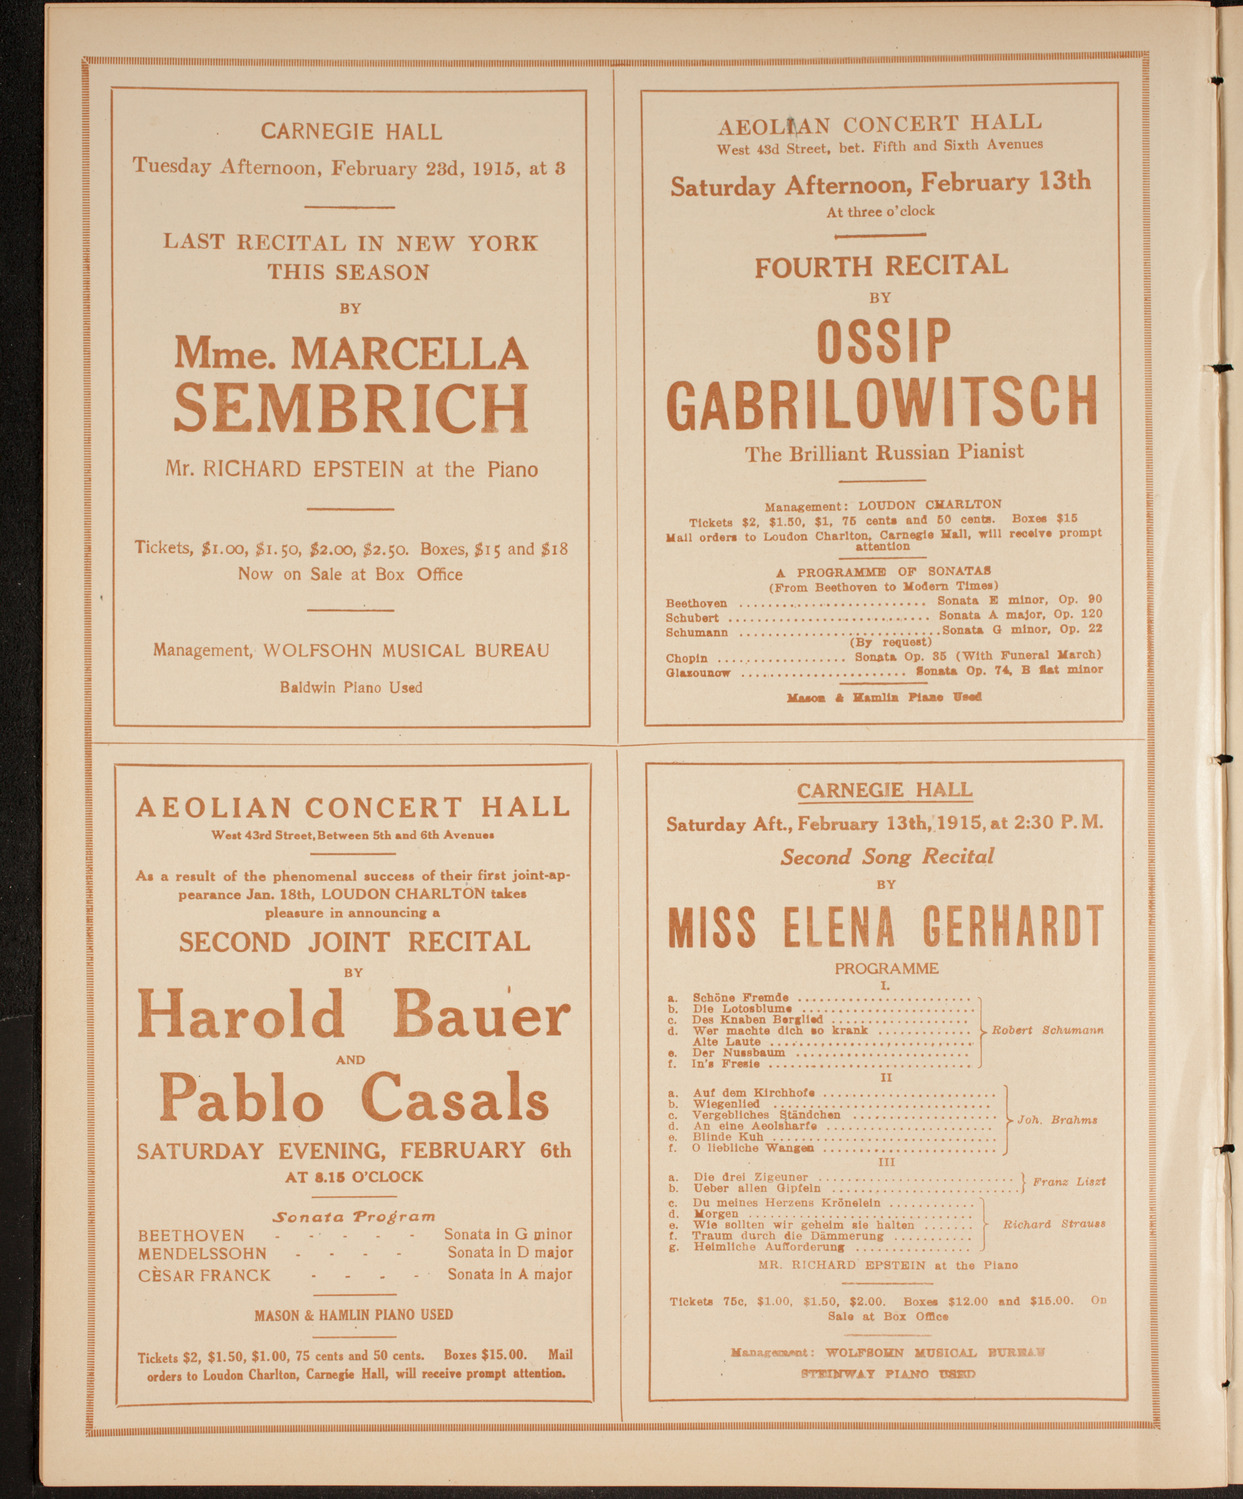 CARNEGIE HALL
Tuesday Afternoon, February 23d, 1915, at 3
LAST RECITAL IN NEW YORK
THIS SEASON
BY
Mme. MARCELLA
SEMBRICH
Mr. RICHARD EPSTEIN at the Piano
Tickets, $1.00, $1.50, $2.00, $2.50. Boxes, $15 and $18
Now on Sale at Box Office
Management, WOLFSOHN MUSICAL BUREAU
Baldwin Piano Used
AEOLIAN CONCERT HALL
West 43d Street, bet. Fifth and Sixth Avenues
Saturday Afternoon, February 13th
At three o'clock
FOURTH RECITAL
BY
OSSIP
GABRILOWITSCH
The Brilliant Russian Pianist
Management: LOUDON CHARLTON
Tickets $2, $1.50, $1, 75 cents and 50 cents. Boxes $15
Mail orders to Loudon Charlton, Carnegie Hall, will receive prompt
attention
A PROGRAMME OF SONATAS
(From Beethoven to Modern Times)
Beethoven ............................ Sonata E minor, Op. 90
Schubert .............................. Sonata A major, Op. 120
Schumann ..............................Sonata G minor, Op. 22
(By request)
Chopin ................... Sonata Op. 35 (With Funeral March)
Glazounow ........................ Sonata Op. 74, B flat minor
Mason & Hamlin Piano Used
AEOLIAN CONCERT HALL
West 43rd Street, Between 5th and 6th Avenues
As a result of the phenomenal success of their first joint-ap-
pearance Jan. 18th, LOUDON CHARLTON takes
pleasure in announcing a
SECOND JOINT RECITAL
BY
Harold Bauer
AND
Pablo Casals
SATURDAY EVENING, FEBRUARY 6th
AT 8.15 O'CLOCK
Sonata Program
BEETHOVEN - - - - - Sonata in G minor
MENDELSSOHN - - - - Sonata in D major
CÈSAR FRANCK - - - - Sonata in A major
MASON & HAMLIN PIANO USED
Tickets $2, $1.50, $1.00, 75 cents and 50 cents. Boxes $15.00. Mail
orders to Loudon Charlton, Carnegie Hall, will receive prompt attention.
CARNEGIE HALL
Saturday Aft., February 13th, 1915, at 2:30 P.M.
Second Song Recital
BY
MISS ELENA GERHARDT
PROGRAMME
I.
a. Schöne Fremde ........................
b. Die Lotosblume ........................
c. Des Knaben Berglied ...................
d. Wer machte dich so krank .............. Robert Schumann
Alte Laute ............................
e. Der Nussbaum ........................
f. In's Fresie ............................
II
a. Auf dem Kirchhofe ........................
b. Wiegenlied ..............................
c. Vergebliches Ständchen .................. Joh. Brahms
d. An eine Aeolsharfe ......................
e. Blinde Kuh ..............................
f. O liebliche Wangen ......................
III
a. Die drei Zigeuner ......................... Franz Liszt
b. Ueber allen Gipfeln .......................
c. Du meines Herzens Krönelein ............
d. Morgen ................................
e. Wie sollten wir geheim sie halten ....... Richard Strauss
f. Traum durch die Dämmerung ...........
g. Heimliche Aufforderung ................
MR. RICHARD EPSTEIN at the Piano
Tickets 75c, $1.00, $1.50, $2.00. Boxes $12.00 and $15.00. On
Sale at Box Office
Management: WOLFSOHN MUSICAL BUREAU
STEINWAY PIANO USED